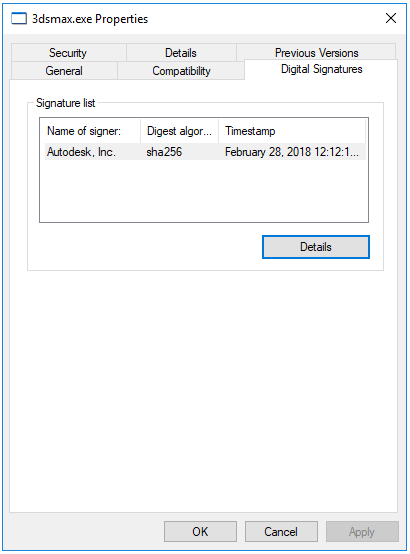 3dsmax.exe Properties
Security Details Previous Versions
General Compatibility Digital Signatures
Signature list
Name of signer: Digest algor... Timestamp
Autodesk, Inc. sha256 February 28, 2018 12:12:1...
Details
OK Cancel Apply